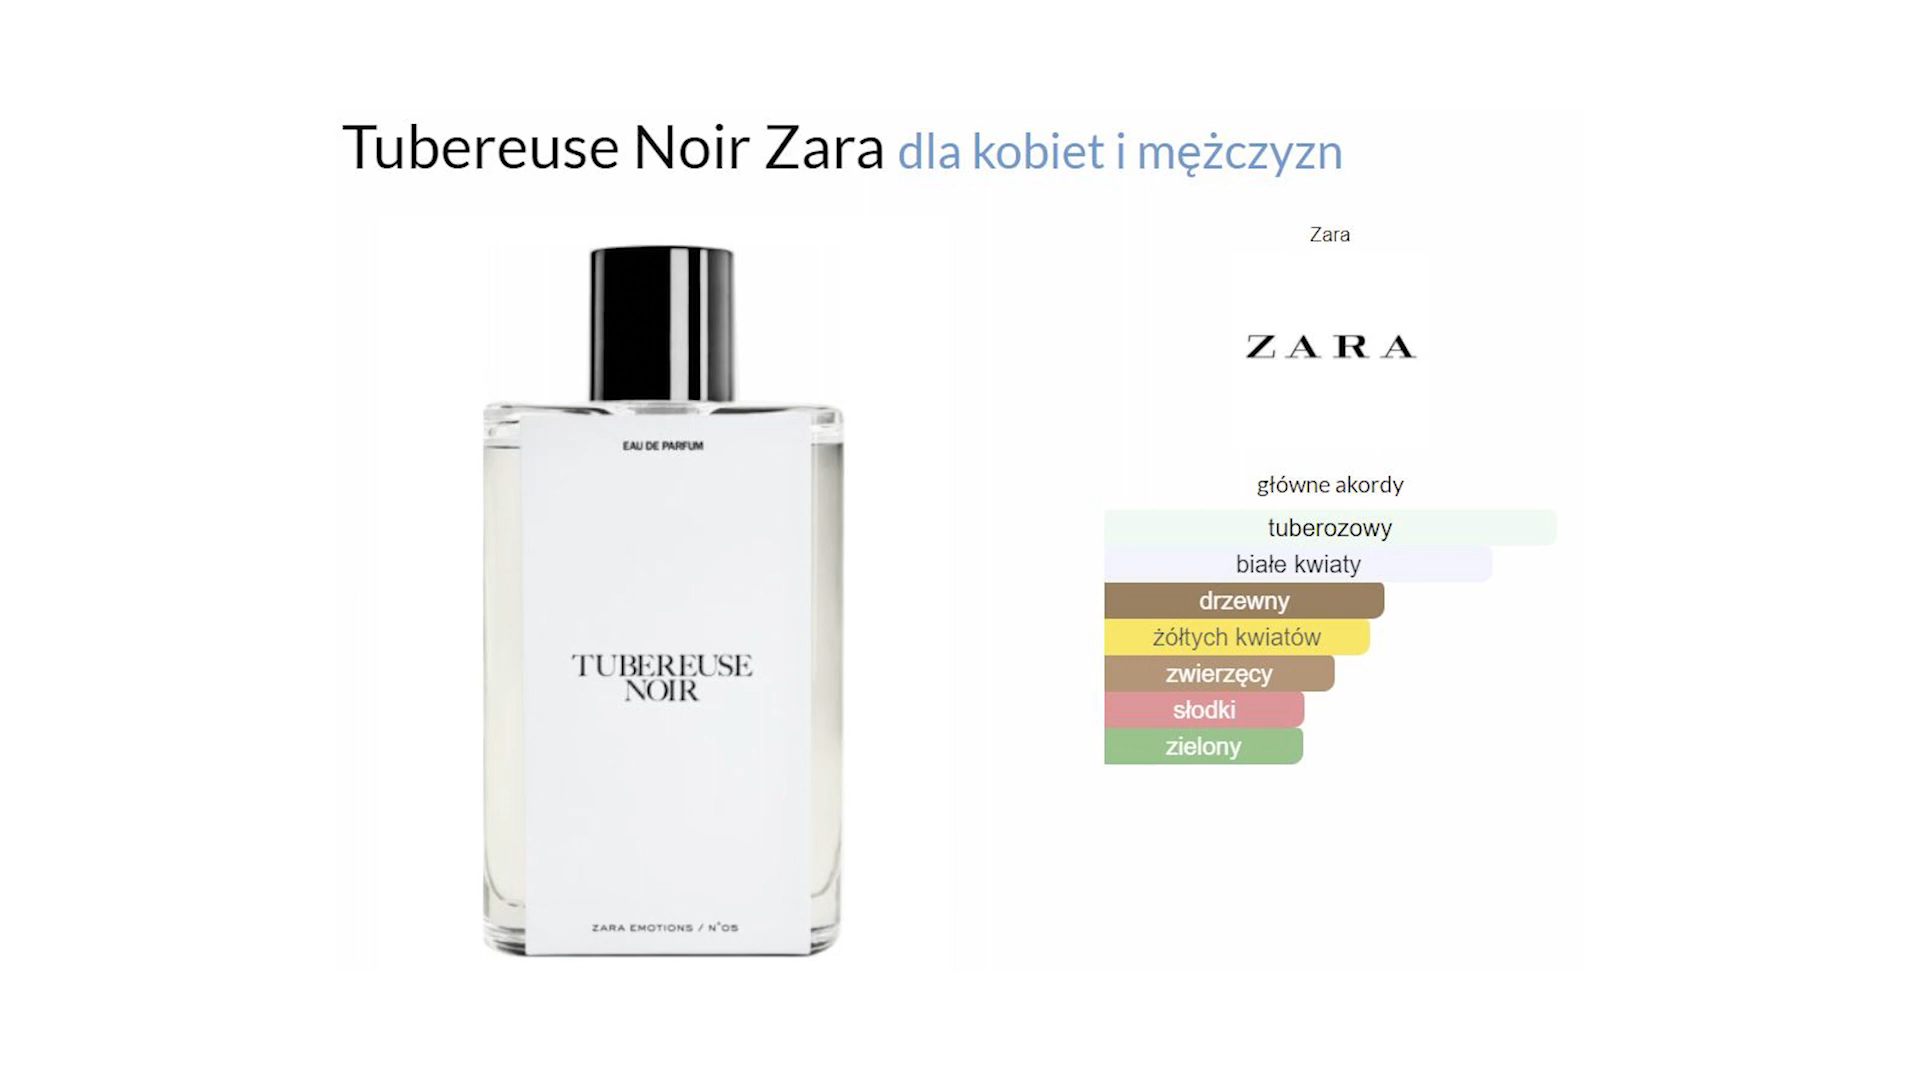 Tubereuse Noir Zara dla kobiet i mężczyzn
Zara
ZARA
EAU DE PARFUM
TUBEREUSE
NOIR
ZARA EMOTIONS / N°05
główne akordy
tuberozowy
białe kwiaty
drzewny
żółtych kwiatów
zwierzęcy
słodki
zielony